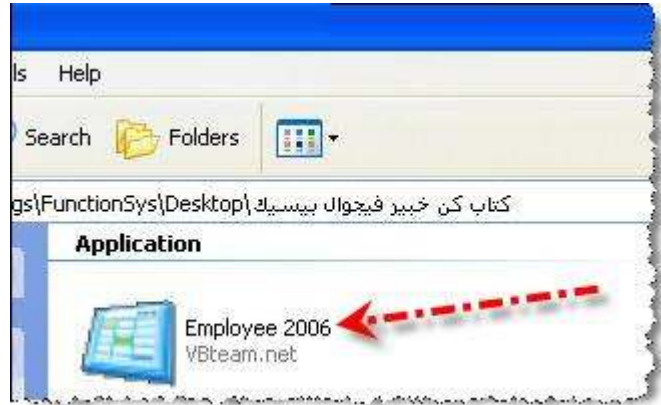 ls Help
Search Folders
gs\FunctionSys\Desktop\كتاب كن خبير فيجوال بيسيك
Application
Employee 2006
VBteam.net